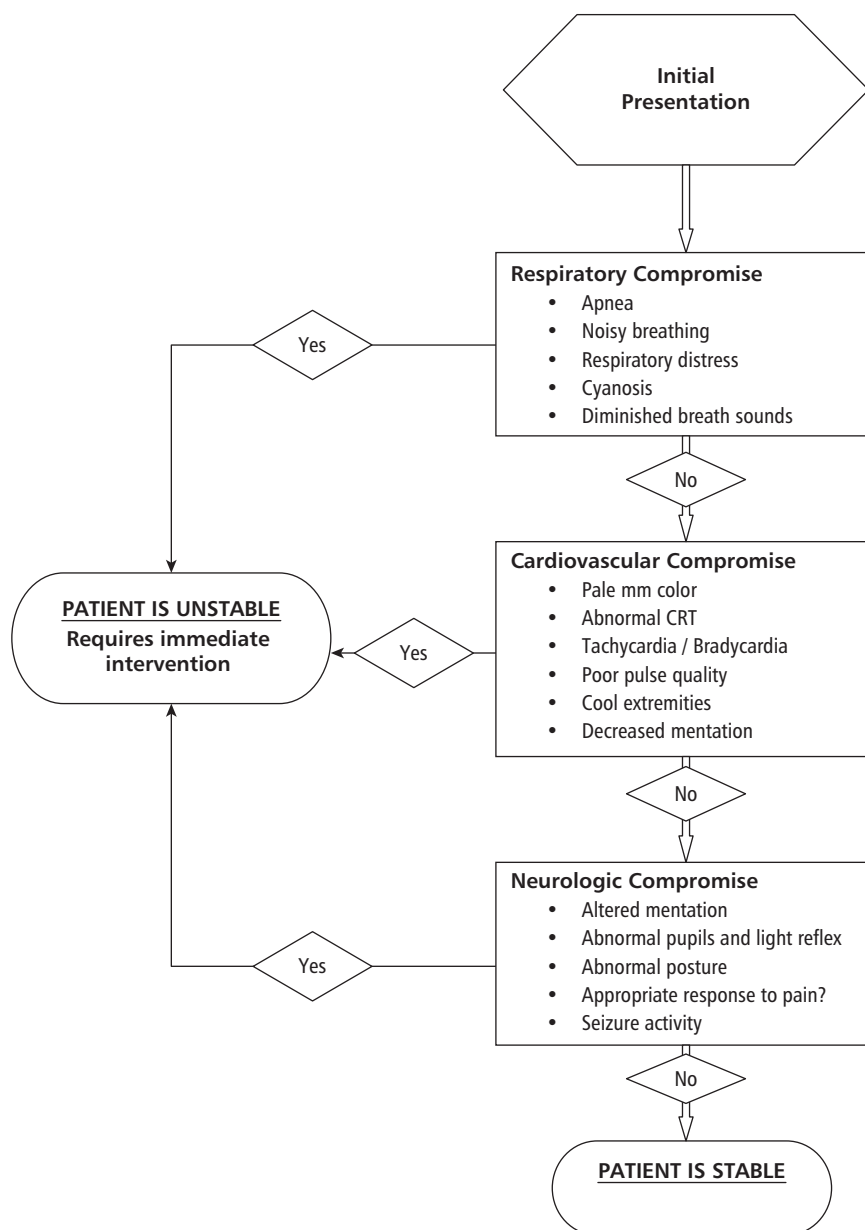 Initial
Presentation
Respiratory Compromise
• Apnea
• Noisy breathing
• Respiratory distress
• Cyanosis
• Diminished breath sounds
Yes
No
Cardiovascular Compromise
• Pale mm color
• Abnormal CRT
• Tachycardia / Bradycardia
• Poor pulse quality
• Cool extremities
• Decreased mentation
PATIENT IS UNSTABLE
Requires immediate
intervention
Yes
No
Neurologic Compromise
• Altered mentation
• Abnormal pupils and light reflex
• Abnormal posture
• Appropriate response to pain?
• Seizure activity
Yes
No
PATIENT IS STABLE